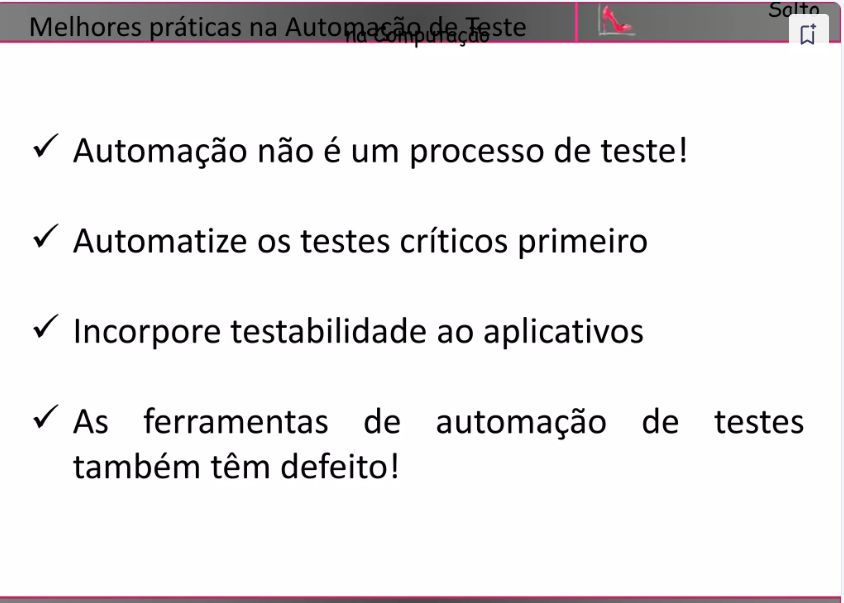 Melhores práticas na Automação de Teste
Salto
na Computação
✓ Automação não é um processo de teste!
✓ Automatize os testes críticos primeiro
✓ Incorpore testabilidade ao aplicativos
✓ As ferramentas de automação de testes
também têm defeito!